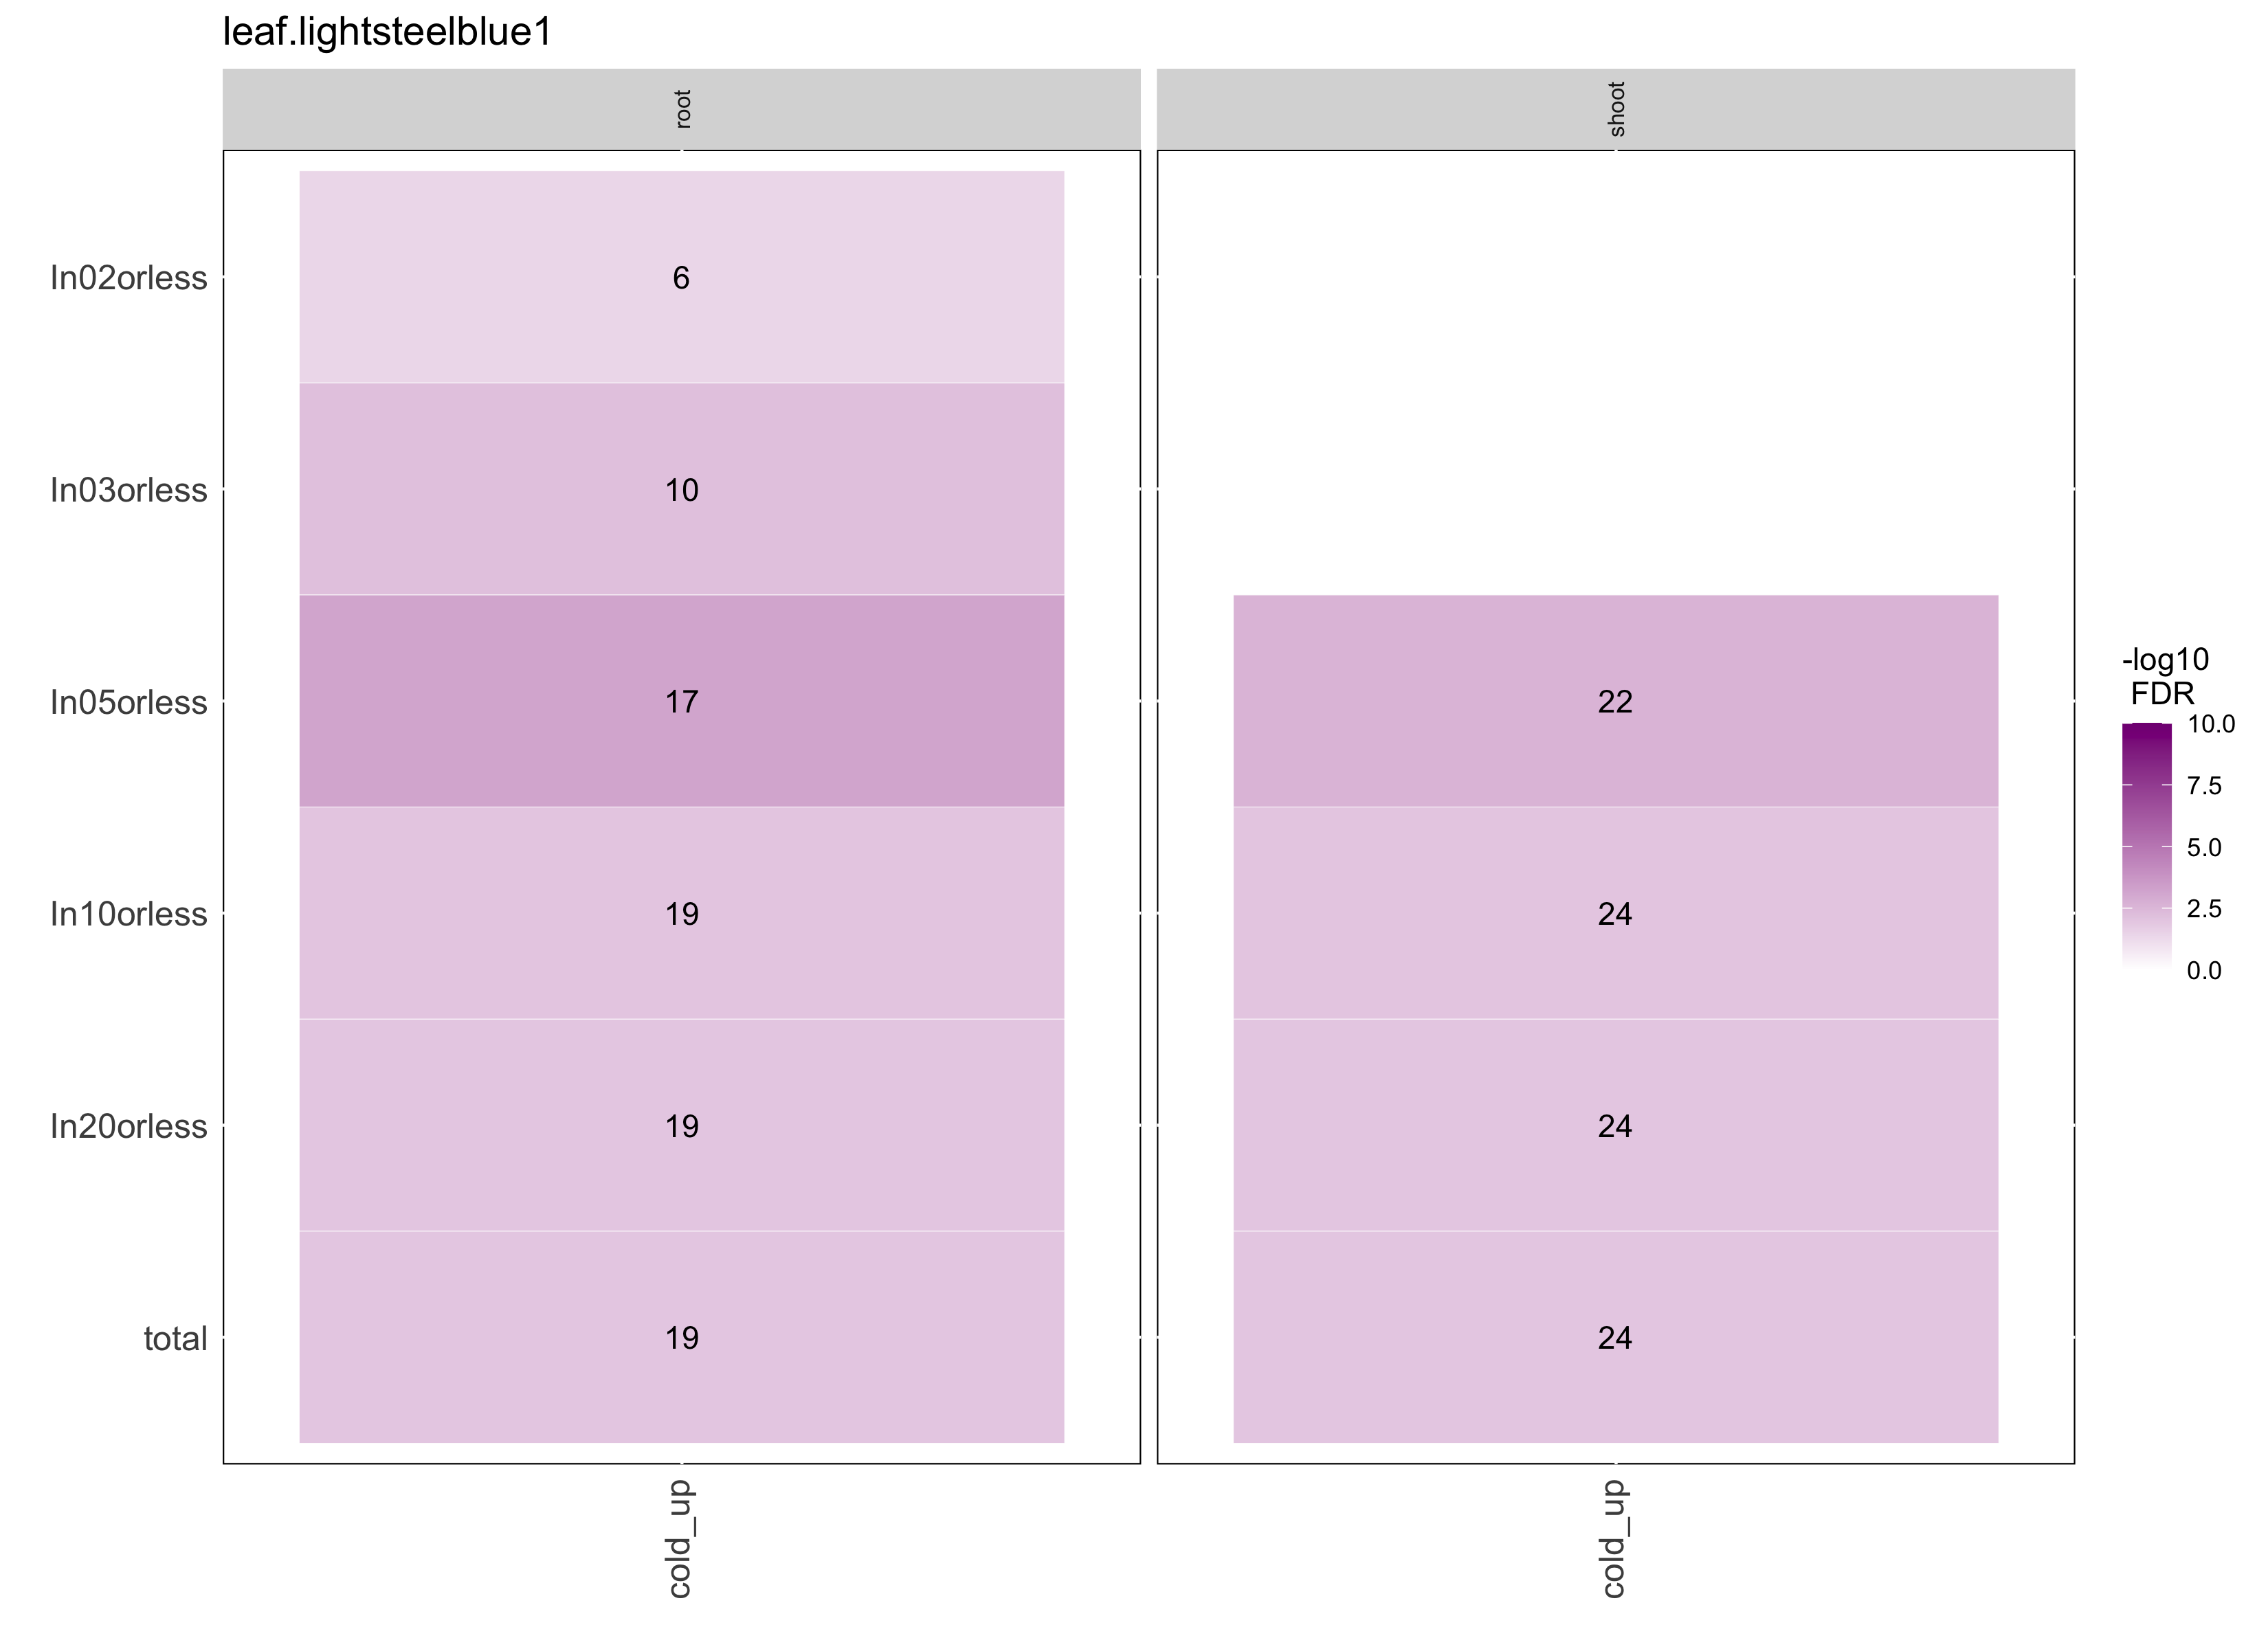 leaf.lightsteelblue1
root
shoot
In02orless
6
In03orless
10
In05orless
17
22
In10orless
19
24
In20orless
19
24
total
19
24
cold_up
cold_up
-log10
FDR
10.0
7.5
5.0
2.5
0.0